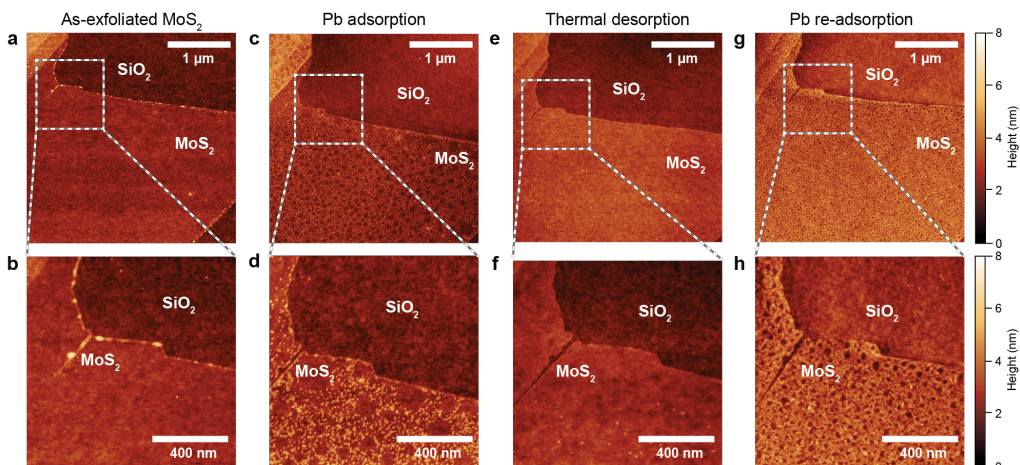 As-exfoliated MoS₂
Pb adsorption
Thermal desorption
Pb re-adsorption
a
1 µm
SiO₂
MoS₂
c
1 µm
SiO₂
MoS₂
e
1 µm
SiO₂
MoS₂
g
1 µm
SiO₂
MoS₂
8
6
4
2
0
Height (nm)
b
SiO₂
MoS₂
400 nm
d
SiO₂
MoS₂
400 nm
f
SiO₂
MoS₂
400 nm
h
SiO₂
MoS₂
400 nm
8
6
4
2
Height (nm)